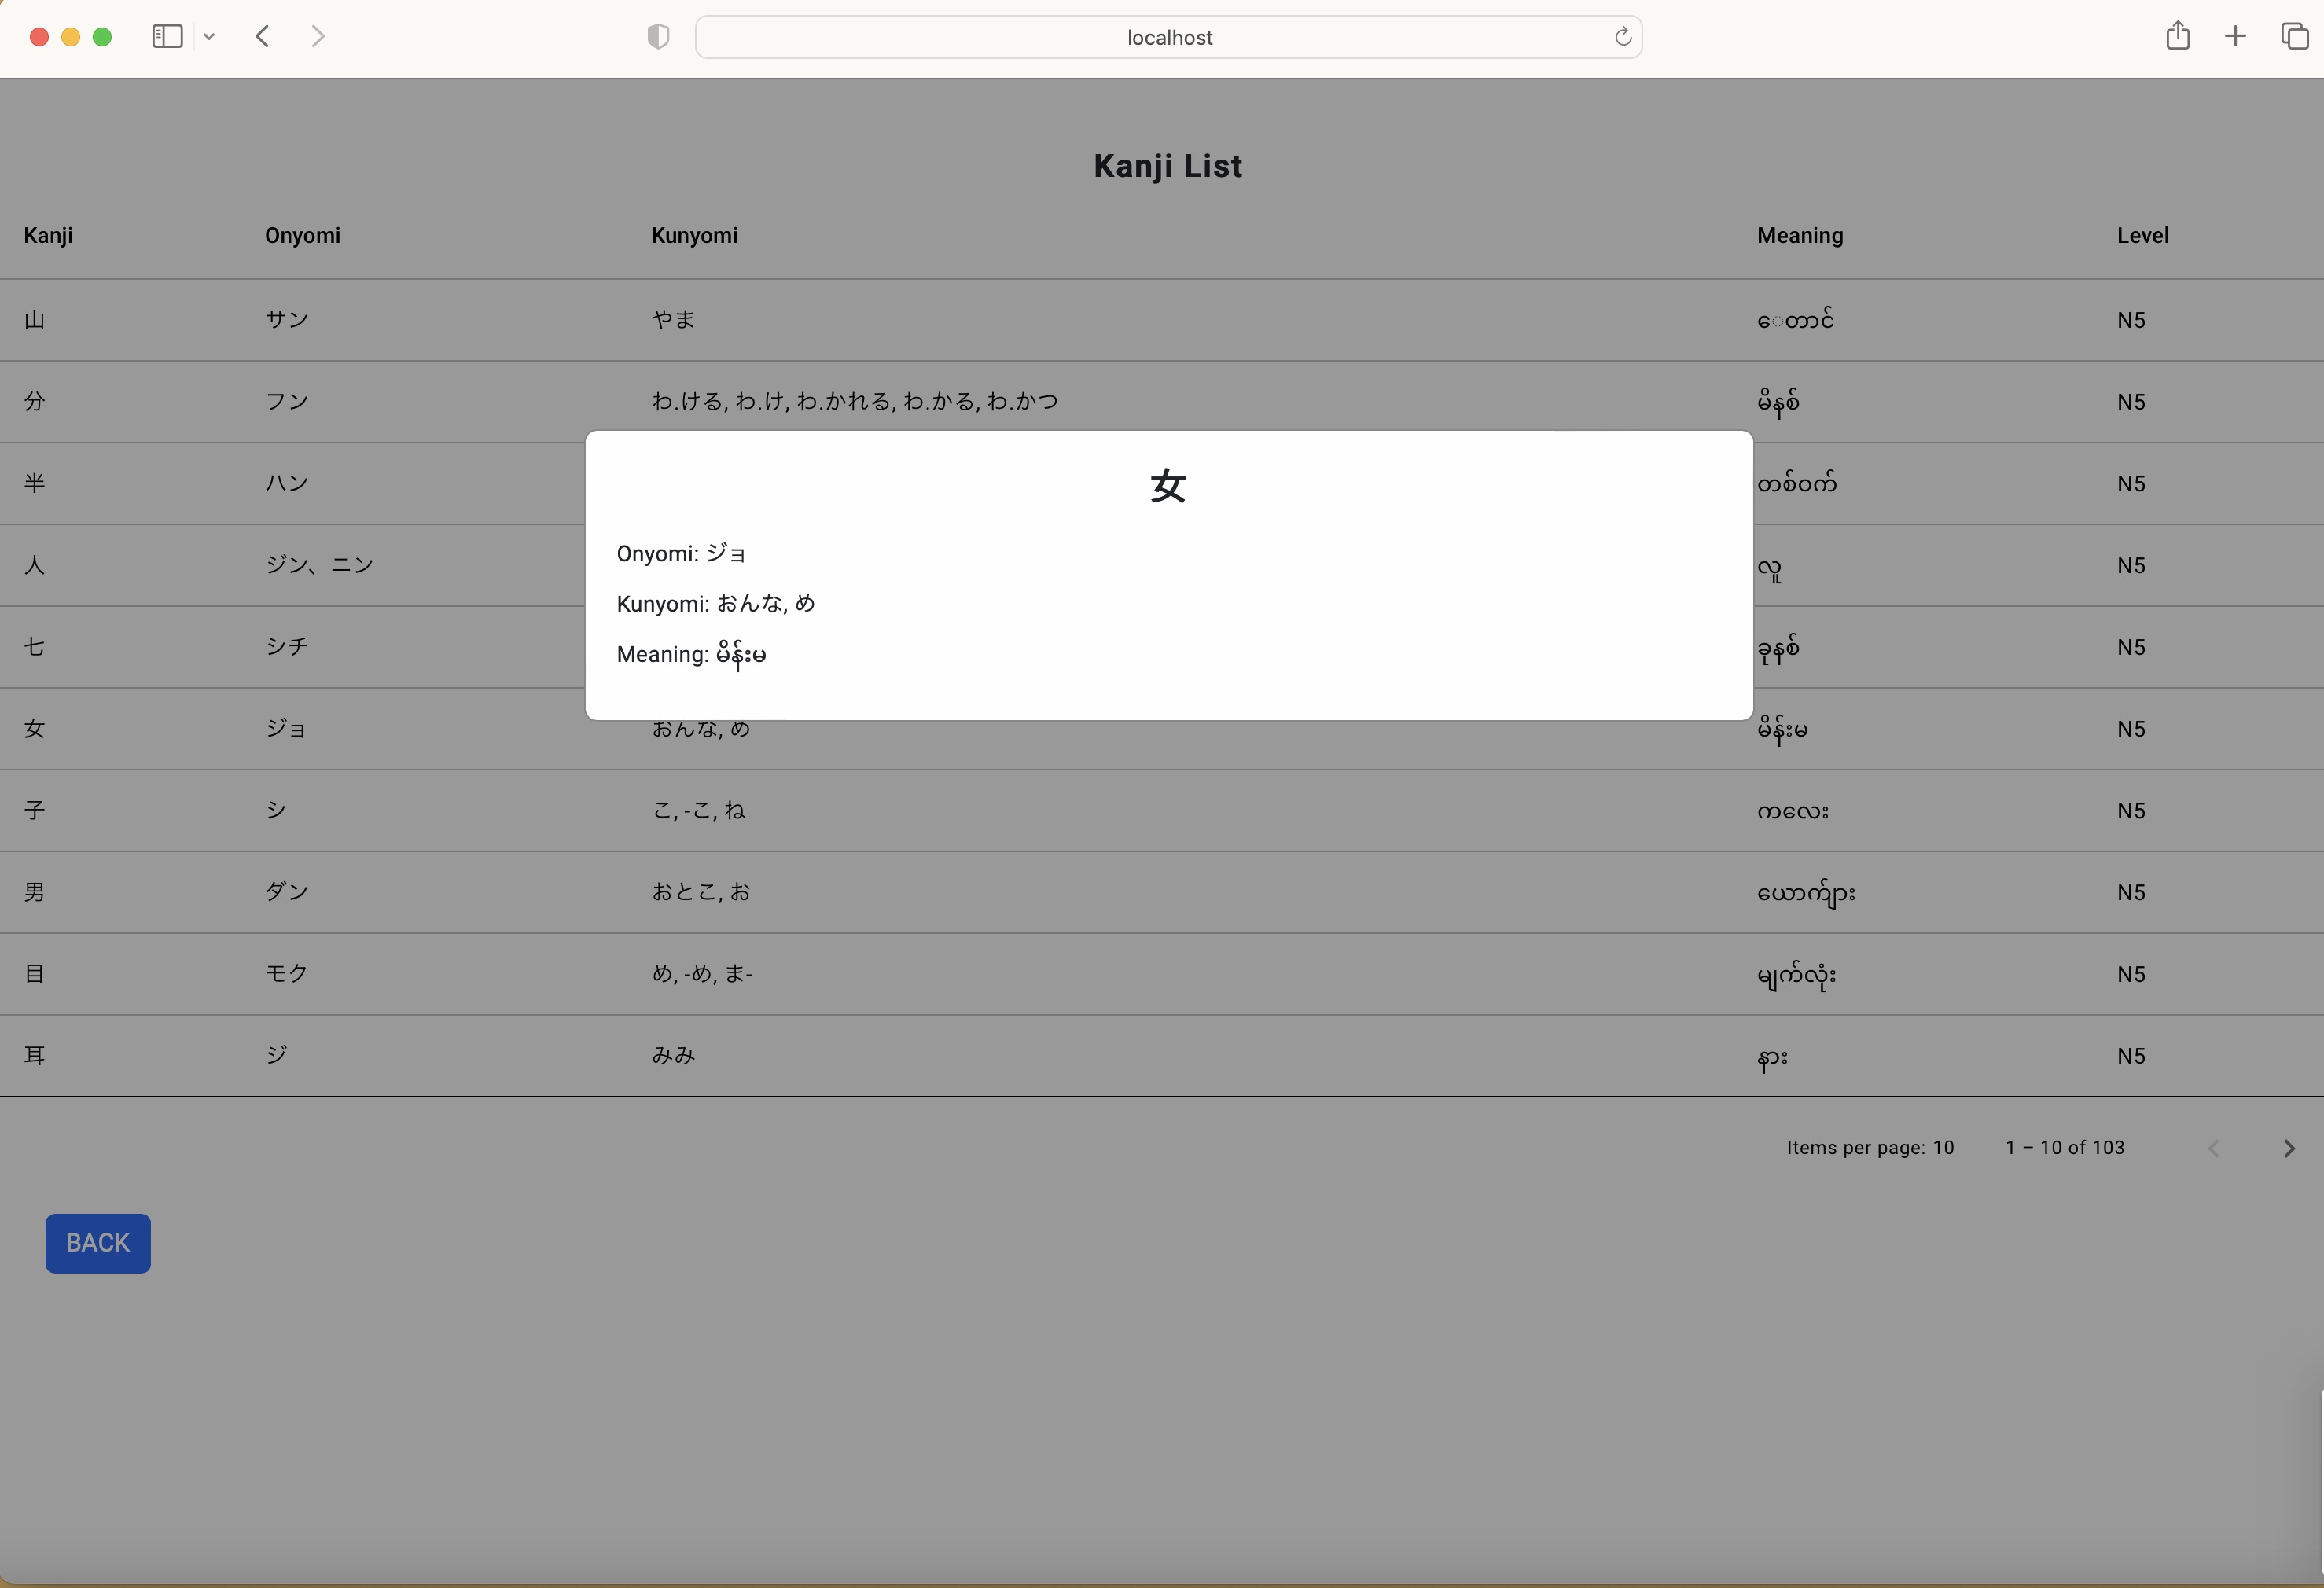 localhost
Kanji List
Kanji Onyomi Kunyomi Meaning Level
山 サン やま ေတာင် N5
分 フン わ.ける, わ.け, わ.かれる, わ.かる, わ.かつ မိနစ် N5
半 ハン တစ်ဝက် N5
人 ジン、ニン လူ N5
七 シチ ခုနစ် N5
女
Onyomi: ジョ
Kunyomi: おんな, め
Meaning: မိန်းမ
女 ジョ おんな, め မိန်းမ N5
子 シ こ, -こ, ね ကလေး N5
男 ダン おとこ, お ယောက်ျား N5
目 モク め, -め, ま- မျက်လုံး N5
耳 ジ みみ နား N5
Items per page: 10 1 – 10 of 103
BACK